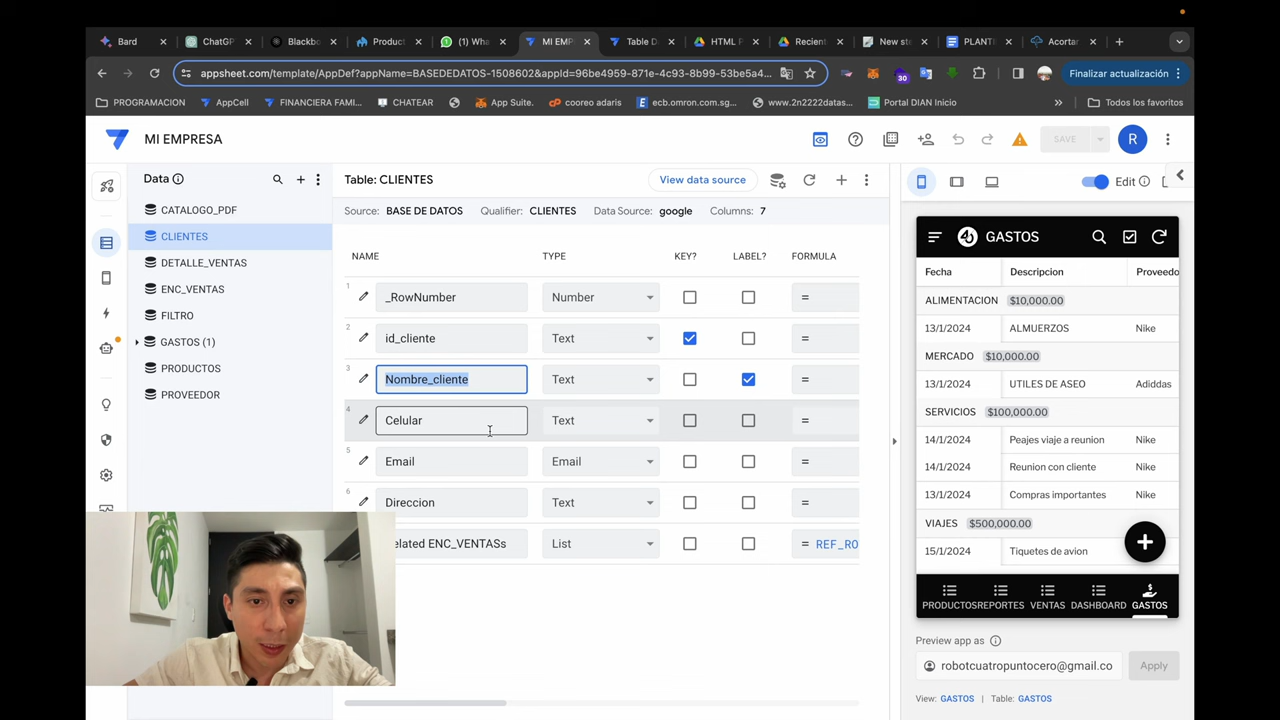 Bard
ChatGP
Blackbo
Product
(1) Wha
MI EMP
Table D
HTML P
Recient
New ste
PLANTI
Acortar
appsheet.com/template/AppDef?appName=BASEDEDATOS-1508602&appId=96be4959-871e-4c93-8b99-53be5a4...
30
Finalizar actualización
PROGRAMACION
AppCell
FINANCIERA FAMI...
CHATEAR
App Suite.
cooreo adaris
ecb.omron.com.sg...
www.2n2222datas...
Portal DIAN Inicio
»
Todos los favoritos
MI EMPRESA
SAVE
R
Data
CATALOGO_PDF
CLIENTES
DETALLE_VENTAS
ENC_VENTAS
FILTRO
GASTOS (1)
PRODUCTOS
PROVEEDOR
Table: CLIENTES
View data source
Source: BASE DE DATOS Qualifier: CLIENTES Data Source: google Columns: 7
NAME TYPE KEY? LABEL? FORMULA
1 _RowNumber Number =
2 id_cliente Text =
3 Nombre_cliente Text =
4 Celular Text =
5 Email Email =
6 Direccion Text =
elated ENC_VENTASs List = REF_RO
Edit
GASTOS
Fecha Descripcion Proveedo
ALIMENTACION $10,000.00
13/1/2024 ALMUERZOS Nike
MERCADO $10,000.00
13/1/2024 UTILES DE ASEO Adiddas
SERVICIOS $100,000.00
14/1/2024 Peajes viaje a reunion Nike
14/1/2024 Reunion con cliente Nike
13/1/2024 Compras importantes Nike
VIAJES $500,000.00
15/1/2024 Tiquetes de avion
+
PRODUCTOS REPORTES VENTAS DASHBOARD GASTOS
Preview app as
robotcuatropuntocero@gmail.co
Apply
View: GASTOS | Table: GASTOS